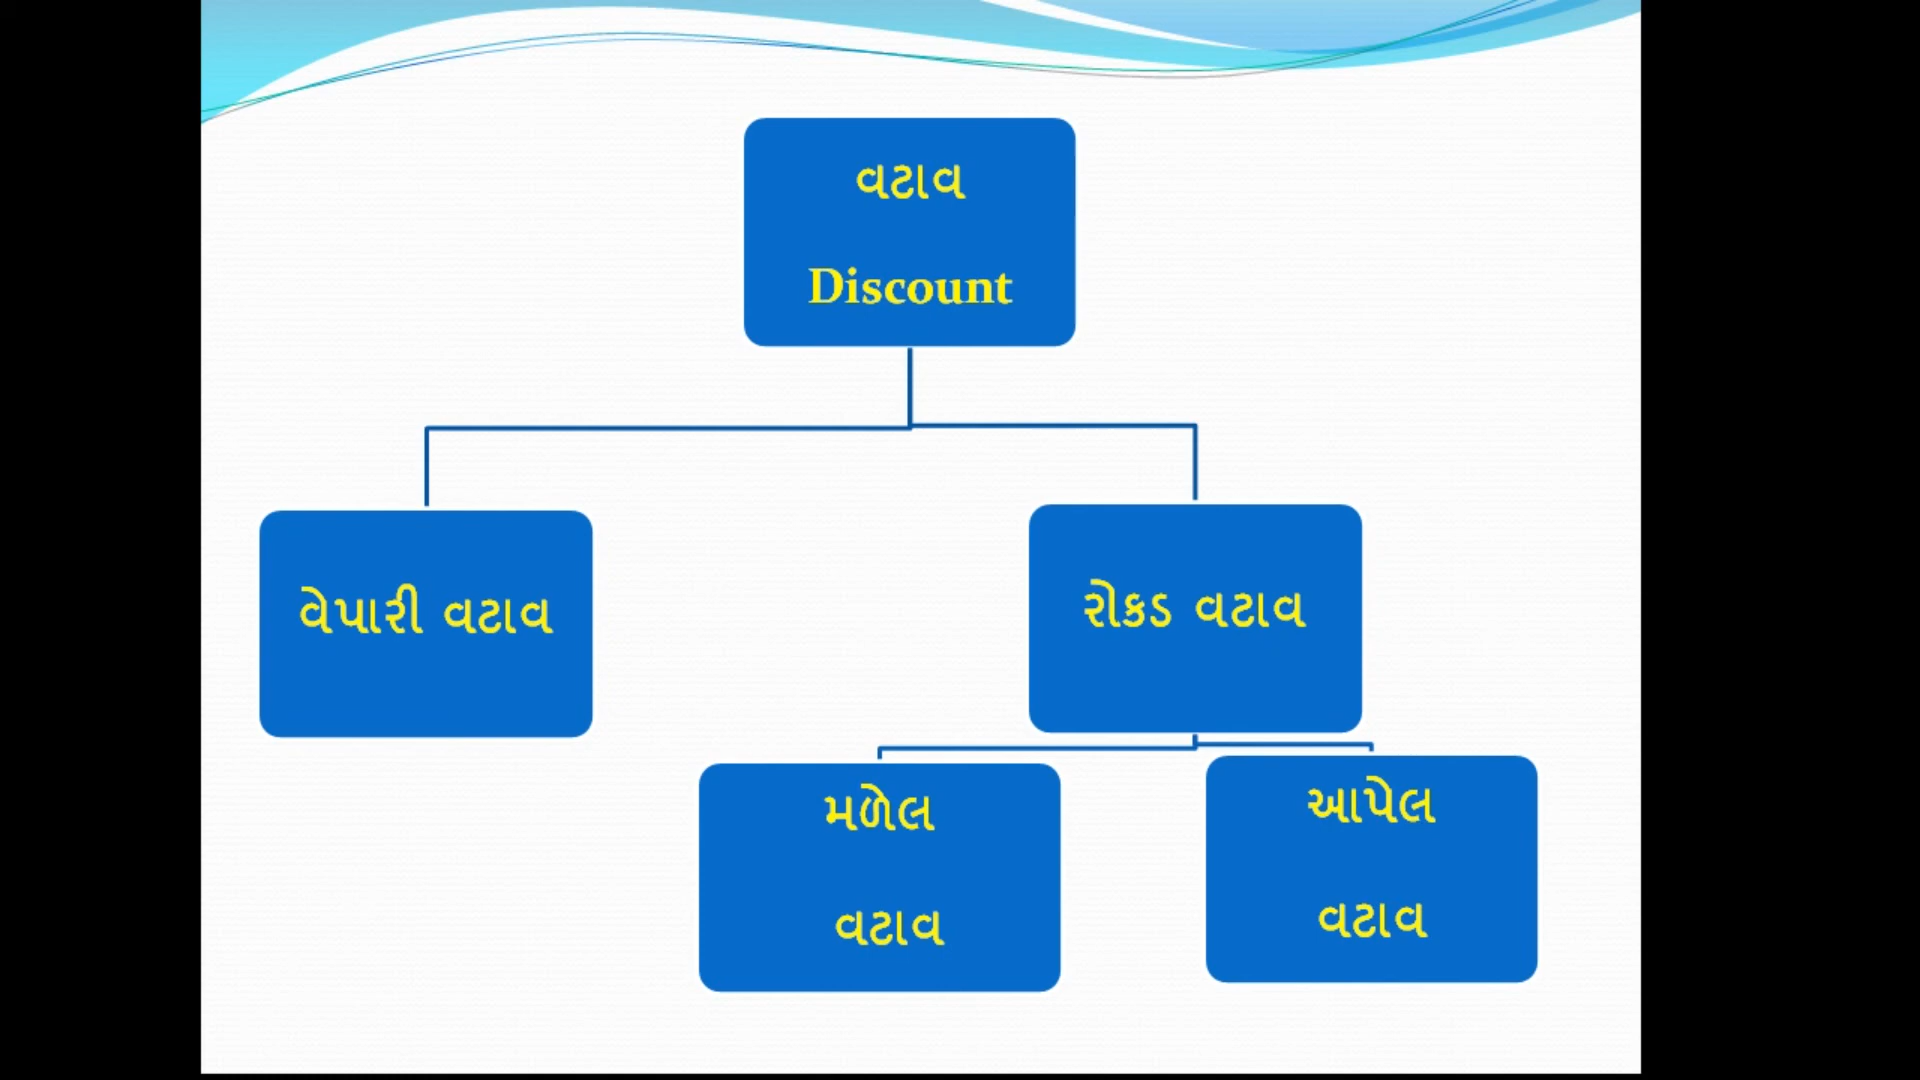 વટાવ
Discount
વેપારી વટાવ
રોકડ વટાવ
મળેલ
વટાવ
આપેલ
વટાવ